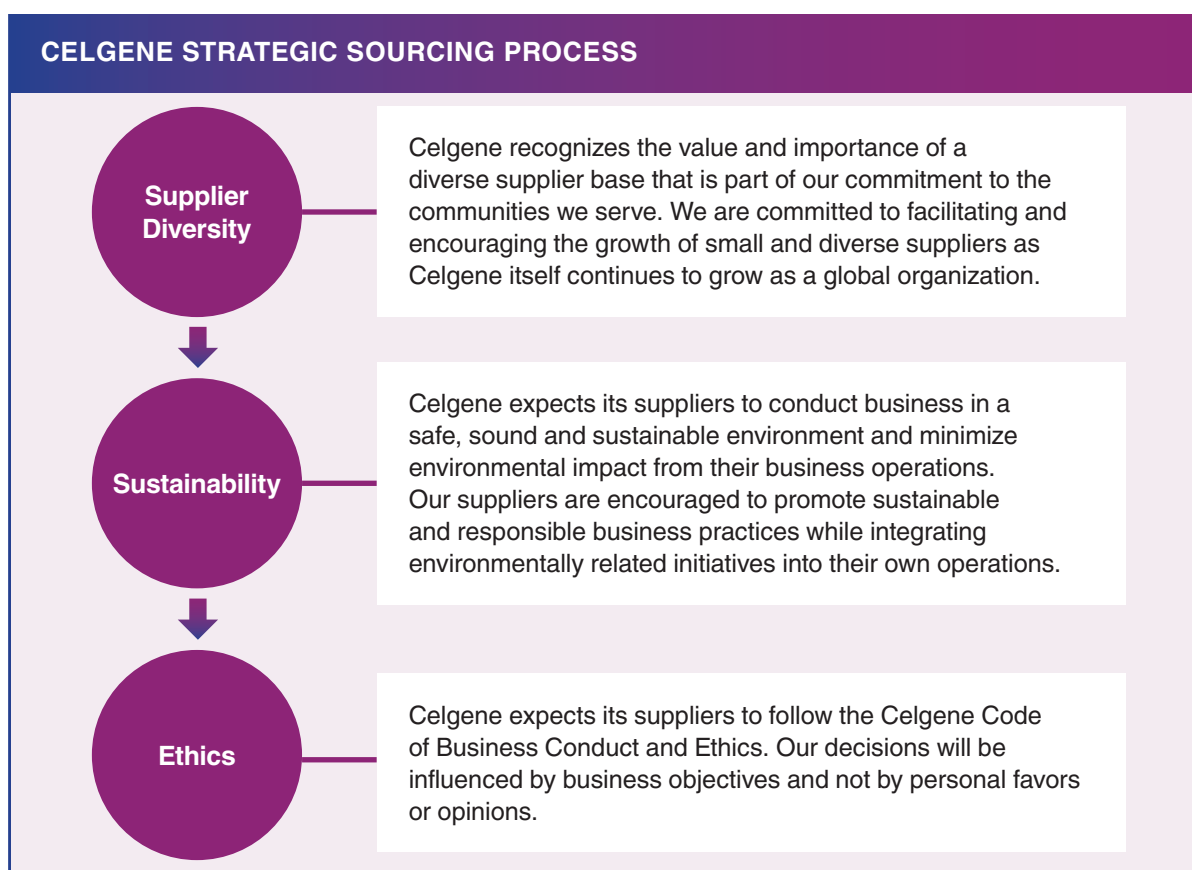 CELGENE STRATEGIC SOURCING PROCESS
Supplier
Diversity
Celgene recognizes the value and importance of a
diverse supplier base that is part of our commitment to the
communities we serve. We are committed to facilitating and
encouraging the growth of small and diverse suppliers as
Celgene itself continues to grow as a global organization.
Sustainability
Celgene expects its suppliers to conduct business in a
safe, sound and sustainable environment and minimize
environmental impact from their business operations.
Our suppliers are encouraged to promote sustainable
and responsible business practices while integrating
environmentally related initiatives into their own operations.
Ethics
Celgene expects its suppliers to follow the Celgene Code
of Business Conduct and Ethics. Our decisions will be
influenced by business objectives and not by personal favors
or opinions.